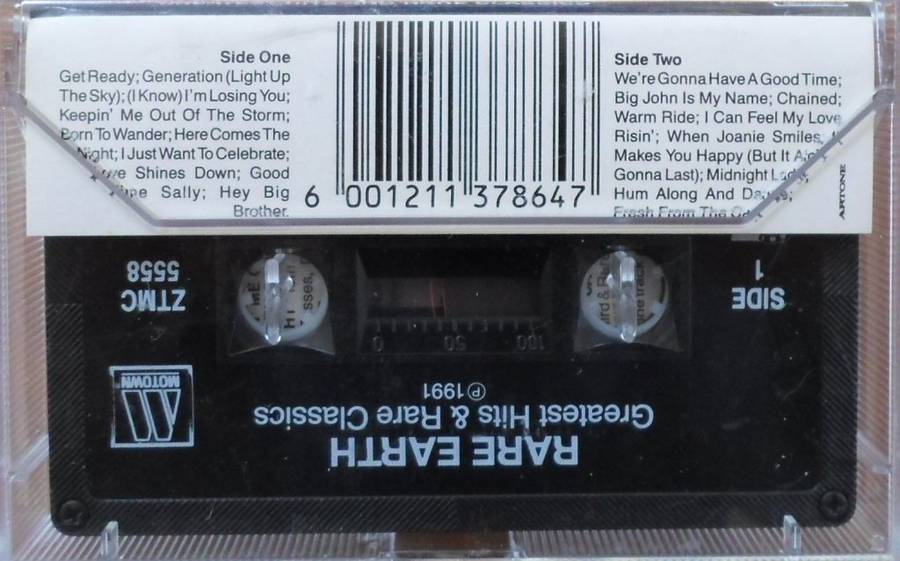 Side One
Get Ready; Generation (Light Up
The Sky); (I Know) I'm Losing You;
Keepin' Me Out Of The Storm;
Born To Wander; Here Comes The
Night; I Just Want To Celebrate;
Love Shines Down; Good
Time Sally; Hey Big
Brother.
6 001211 378647
Side Two
We're Gonna Have A Good Time;
Big John Is My Name; Chained;
Warm Ride; I Can Feel My Love
Risin'; When Joanie Smiles;
Makes You Happy (But It Ain't
Gonna Last); Midnight Lady;
Hum Along And Dance;
Fresh From The
ARTONE
SIDE
1
ZTMC
5558
100 50 0
MOTOWN
℗ 1991
Greatest Hits & Rare Classics
RARE EARTH